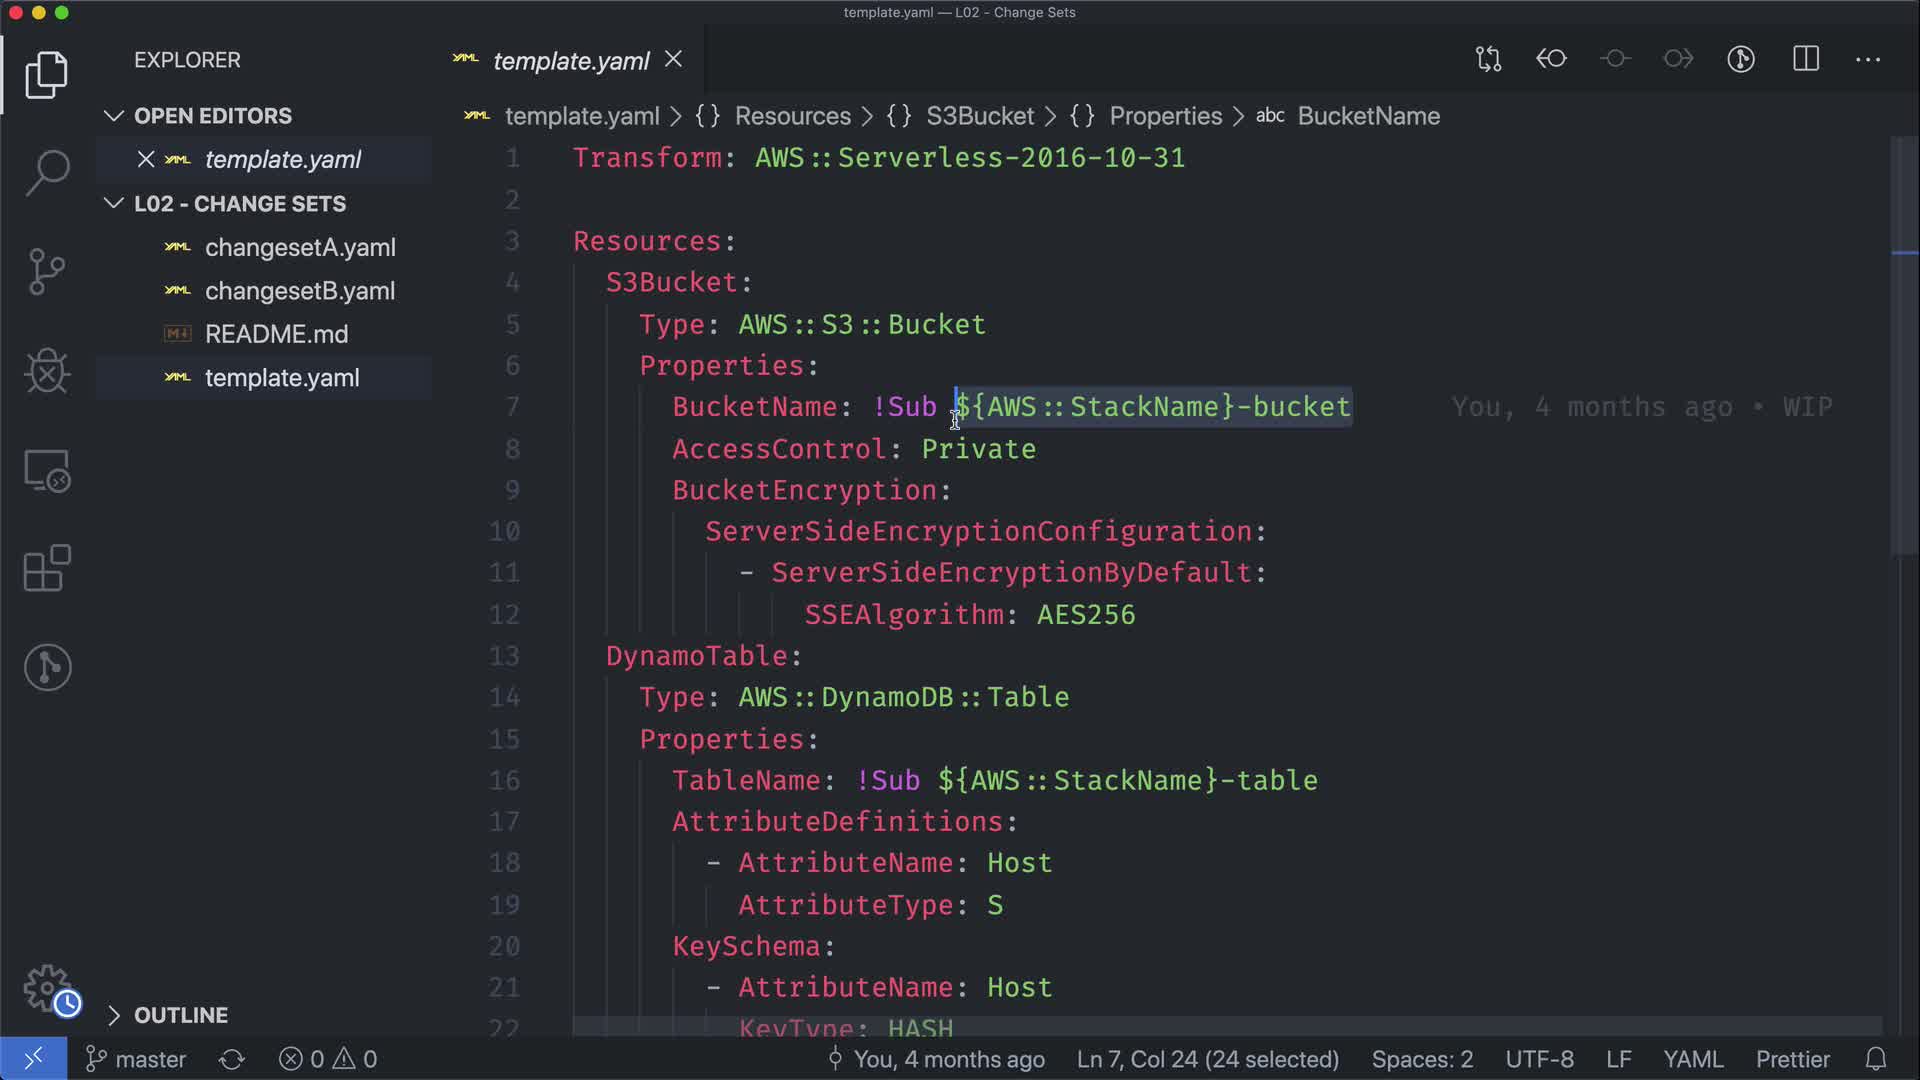 template.yaml — L02 - Change Sets
EXPLORER
template.yaml
OPEN EDITORS
template.yaml
L02 - CHANGE SETS
changesetA.yaml
changesetB.yaml
README.md
template.yaml
OUTLINE
template.yaml > {} Resources > {} S3Bucket > {} Properties > abc BucketName
1 Transform: AWS::Serverless-2016-10-31
2
3 Resources:
4 S3Bucket:
5 Type: AWS::S3::Bucket
6 Properties:
7 BucketName: !Sub ${AWS::StackName}-bucket You, 4 months ago • WIP
8 AccessControl: Private
9 BucketEncryption:
10 ServerSideEncryptionConfiguration:
11 - ServerSideEncryptionByDefault:
12 SSEAlgorithm: AES256
13 DynamoTable:
14 Type: AWS::DynamoDB::Table
15 Properties:
16 TableName: !Sub ${AWS::StackName}-table
17 AttributeDefinitions:
18 - AttributeName: Host
19 AttributeType: S
20 KeySchema:
21 - AttributeName: Host
22 KeyType: HASH
master 0 0 You, 4 months ago Ln 7, Col 24 (24 selected) Spaces: 2 UTF-8 LF YAML Prettier